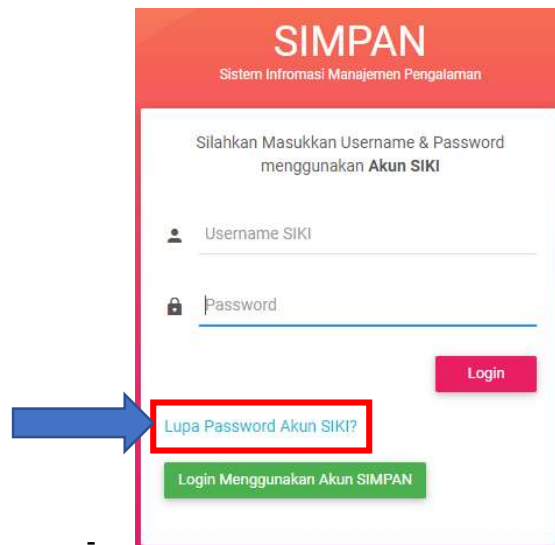 SIMPAN
Sistem Infromasi Manajemen Pengalaman
Silahkan Masukkan Username & Password
menggunakan Akun SIKI
Username SIKI
Password
Login
Lupa Password Akun SIKI?
Login Menggunakan Akun SIMPAN
-